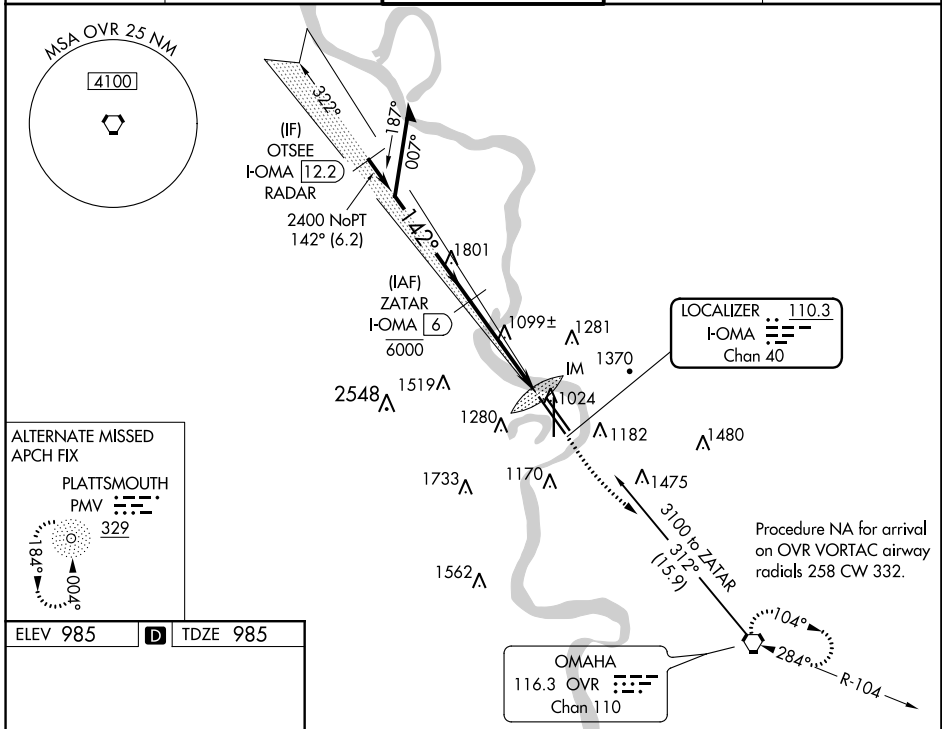 MSA OVR 25 NM
4100
322°
187°
007°
(IF)
OTSEE
I-OMA 12.2
RADAR
2400 NoPT
142° (6.2)
142°
1801
(IAF)
ZATAR
I-OMA 6
6000
1099±
1281
1370
IM
LOCALIZER 110.3
I-OMA
Chan 40
2548
1519
1024
1280
1182
1480
1733
1170
1475
1562
ALTERNATE MISSED
APCH FIX
PLATTSMOUTH
PMV
329
184°
004°
3100 to ZATAR
312°
(15.9)
Procedure NA for arrival
on OVR VORTAC airway
radials 258 CW 332.
104°
284°
R-104
OMAHA
116.3 OVR
Chan 110
ELEV 985
D
TDZE 985